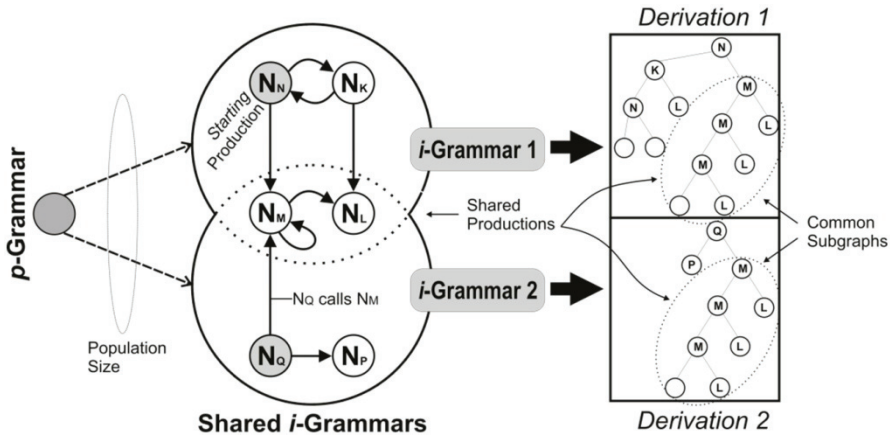 p-Grammar
Population
Size
Starting
Production
NN
NK
NM
NL
NQ calls NM
NQ
NP
Shared i-Grammars
i-Grammar 1
i-Grammar 2
Shared
Productions
Derivation 1
N
K
M
N
L
M
L
M
L
L
Common
Subgraphs
Q
P
M
M
L
M
L
L
Derivation 2